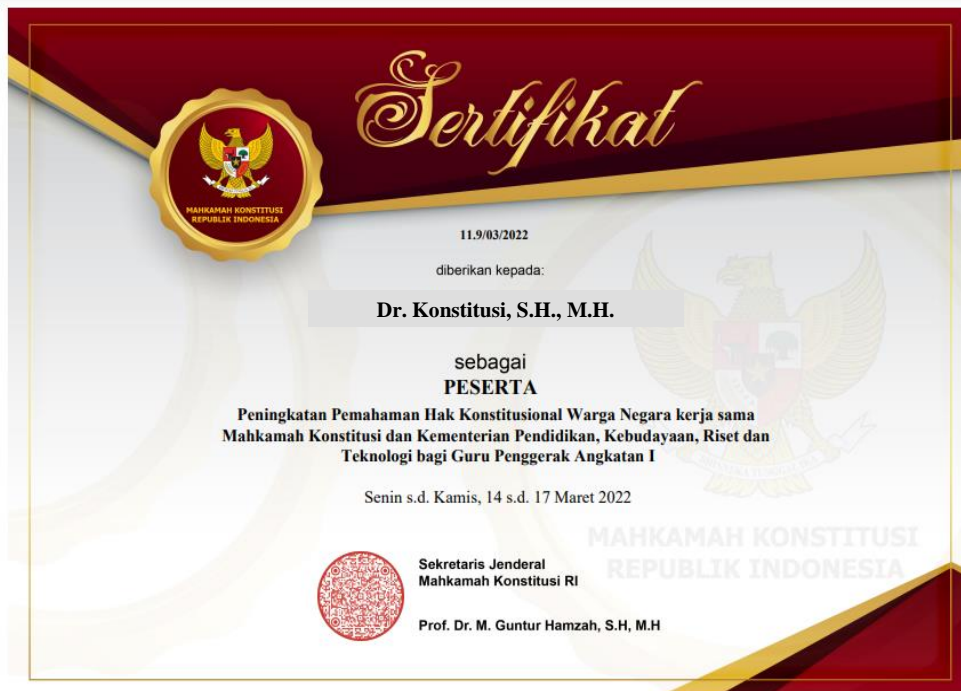 Sertifikat
MAHKAMAH KONSTITUSI
REPUBLIK INDONESIA
11.9/03/2022
diberikan kepada:
Dr. Konstitusi, S.H., M.H.
sebagai
PESERTA
Peningkatan Pemahaman Hak Konstitusional Warga Negara kerja sama
Mahkamah Konstitusi dan Kementerian Pendidikan, Kebudayaan, Riset dan
Teknologi bagi Guru Penggerak Angkatan I
Senin s.d. Kamis, 14 s.d. 17 Maret 2022
MAHKAMAH KONSTITUSI
REPUBLIK INDONESIA
Sekretaris Jenderal
Mahkamah Konstitusi RI
Prof. Dr. M. Guntur Hamzah, S.H, M.H